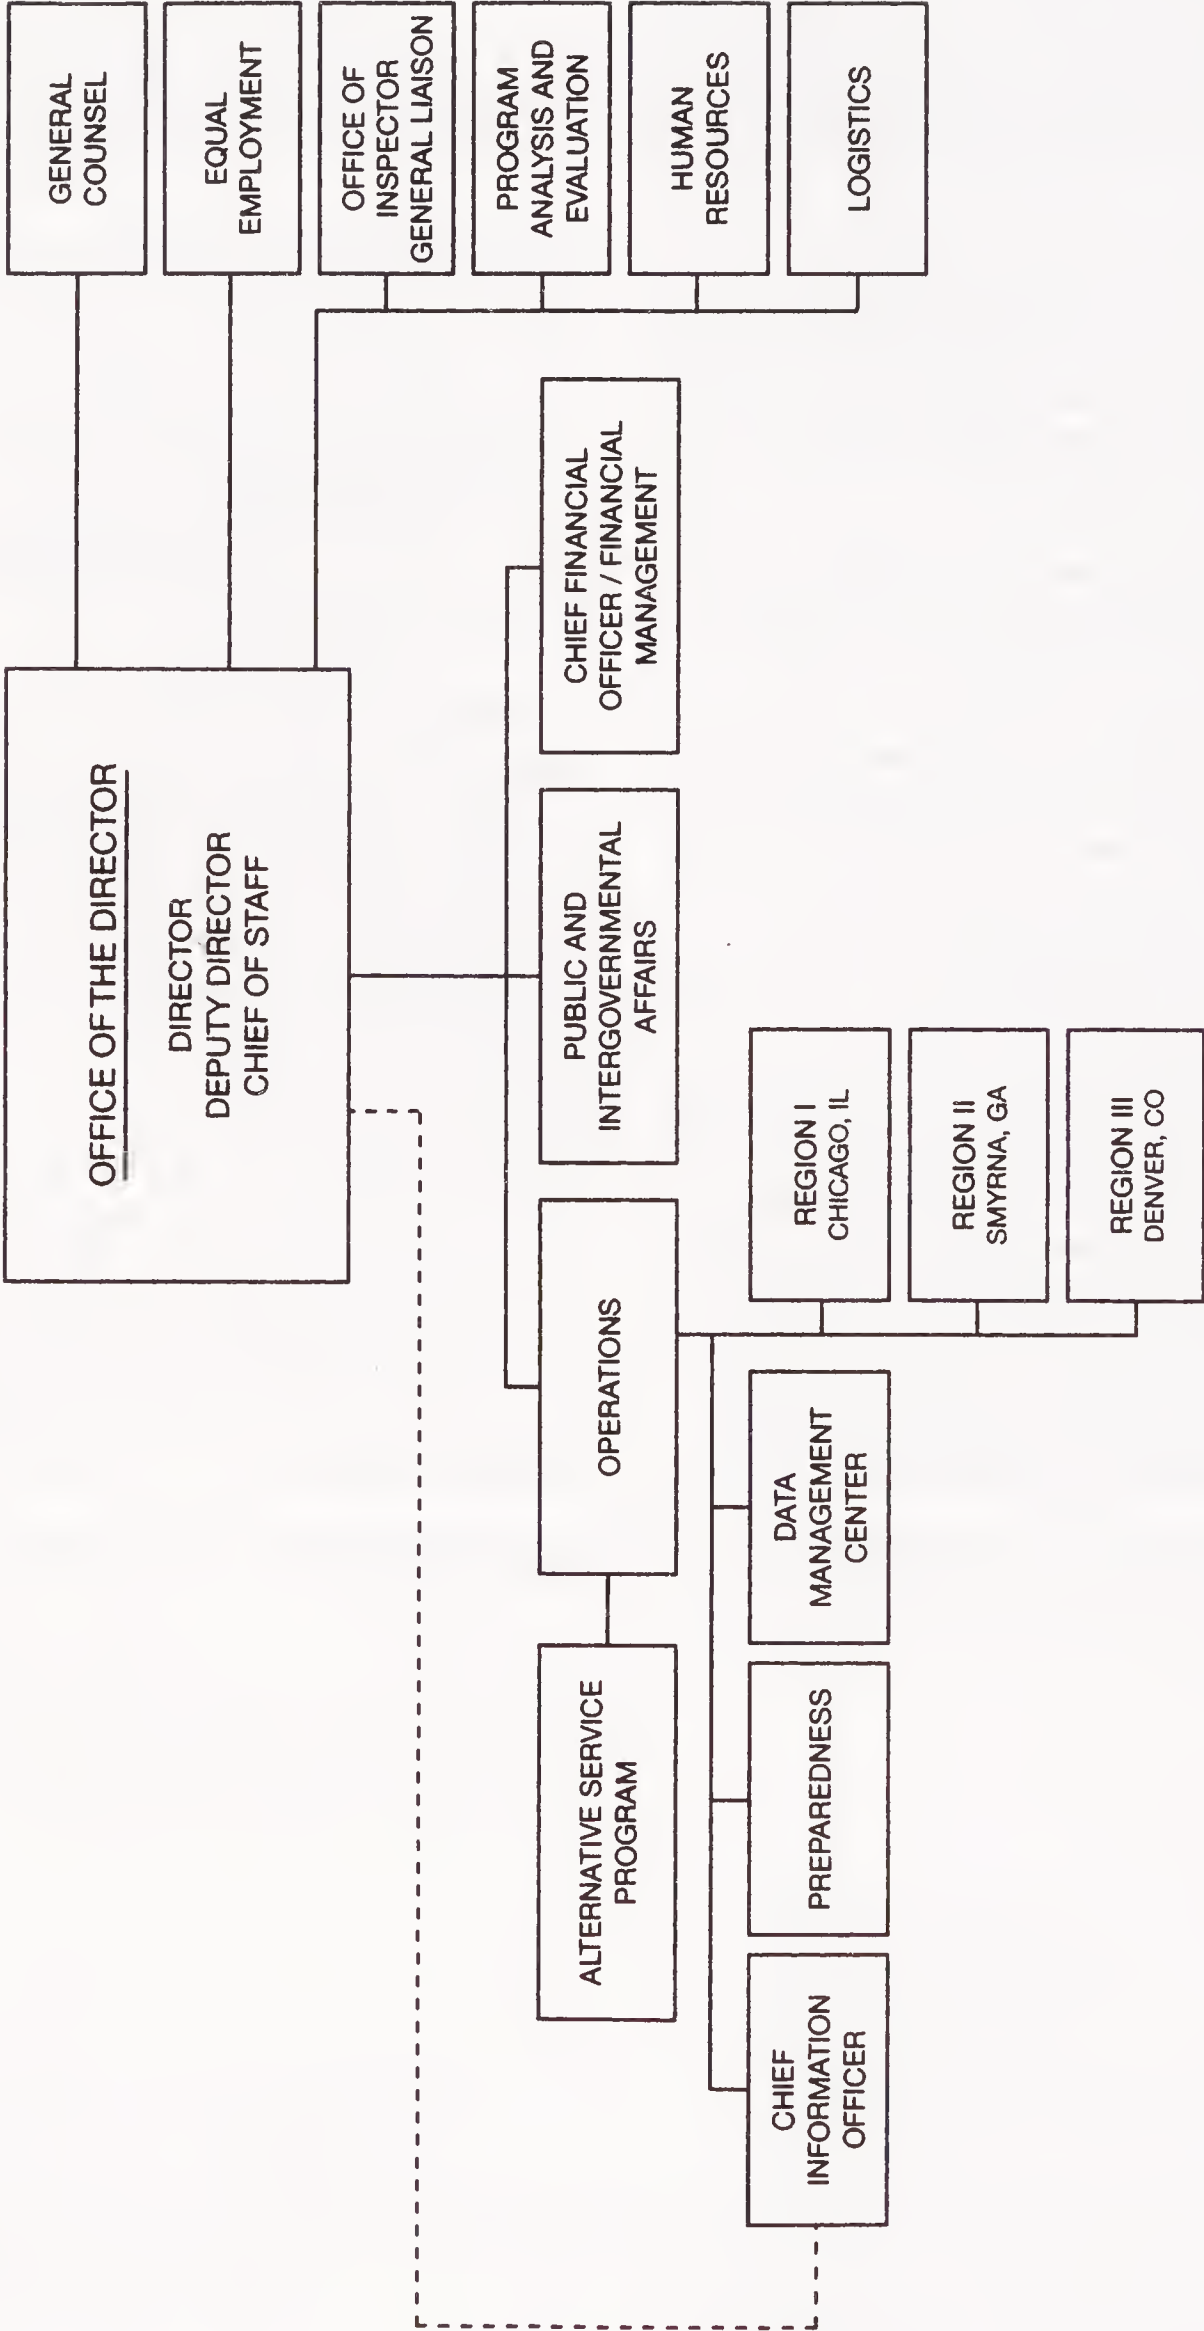 OFFICE OF THE DIRECTOR
DIRECTOR
DEPUTY DIRECTOR
CHIEF OF STAFF
GENERAL
COUNSEL
EQUAL
EMPLOYMENT
OFFICE OF
INSPECTOR
GENERAL LIAISON
PROGRAM
ANALYSIS AND
EVALUATION
HUMAN
RESOURCES
LOGISTICS
ALTERNATIVE SERVICE
PROGRAM
OPERATIONS
PUBLIC AND
INTERGOVERNMENTAL
AFFAIRS
CHIEF FINANCIAL
OFFICER / FINANCIAL
MANAGEMENT
CHIEF
INFORMATION
OFFICER
PREPAREDNESS
DATA
MANAGEMENT
CENTER
REGION I
CHICAGO, IL
REGION II
SMYRNA, GA
REGION III
DENVER, CO